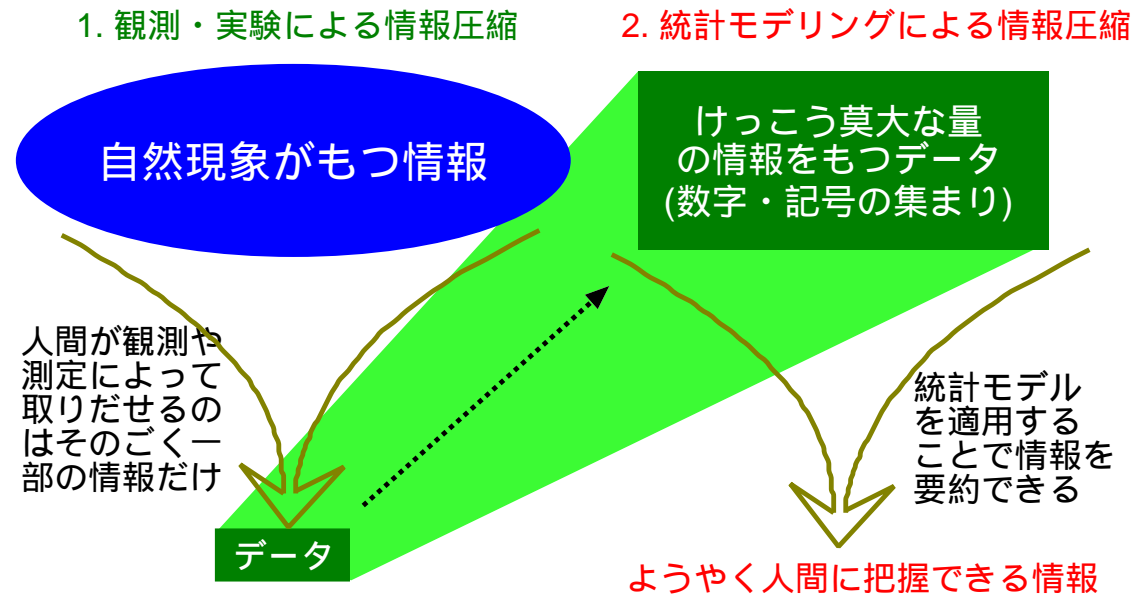 1. 観測・実験による情報圧縮
2. 統計モデリングによる情報圧縮
自然現象がもつ情報
けっこう莫大な量
の情報をもつデータ
(数字・記号の集まり)
人間が観測や
測定によって
取りだせるの
はそのごく一
部の情報だけ
統計モデル
を適用する
ことで情報を
要約できる
データ
ようやく人間に把握できる情報